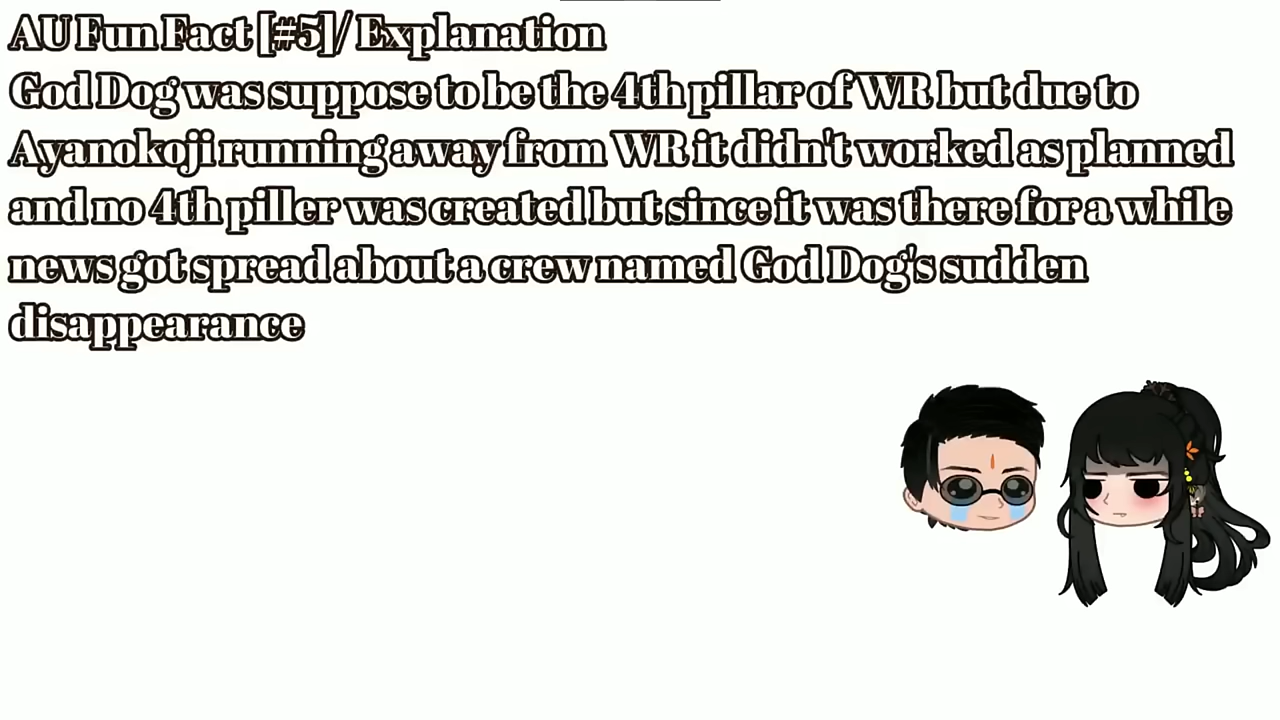 AU Fun Fact [#5]/ Explanation
God Dog was suppose to be the 4th pillar of WR but due to
Ayanokoji running away from WR it didn't worked as planned
and no 4th piller was created but since it was there for a while
news got spread about a crew named God Dog's sudden
disappearance